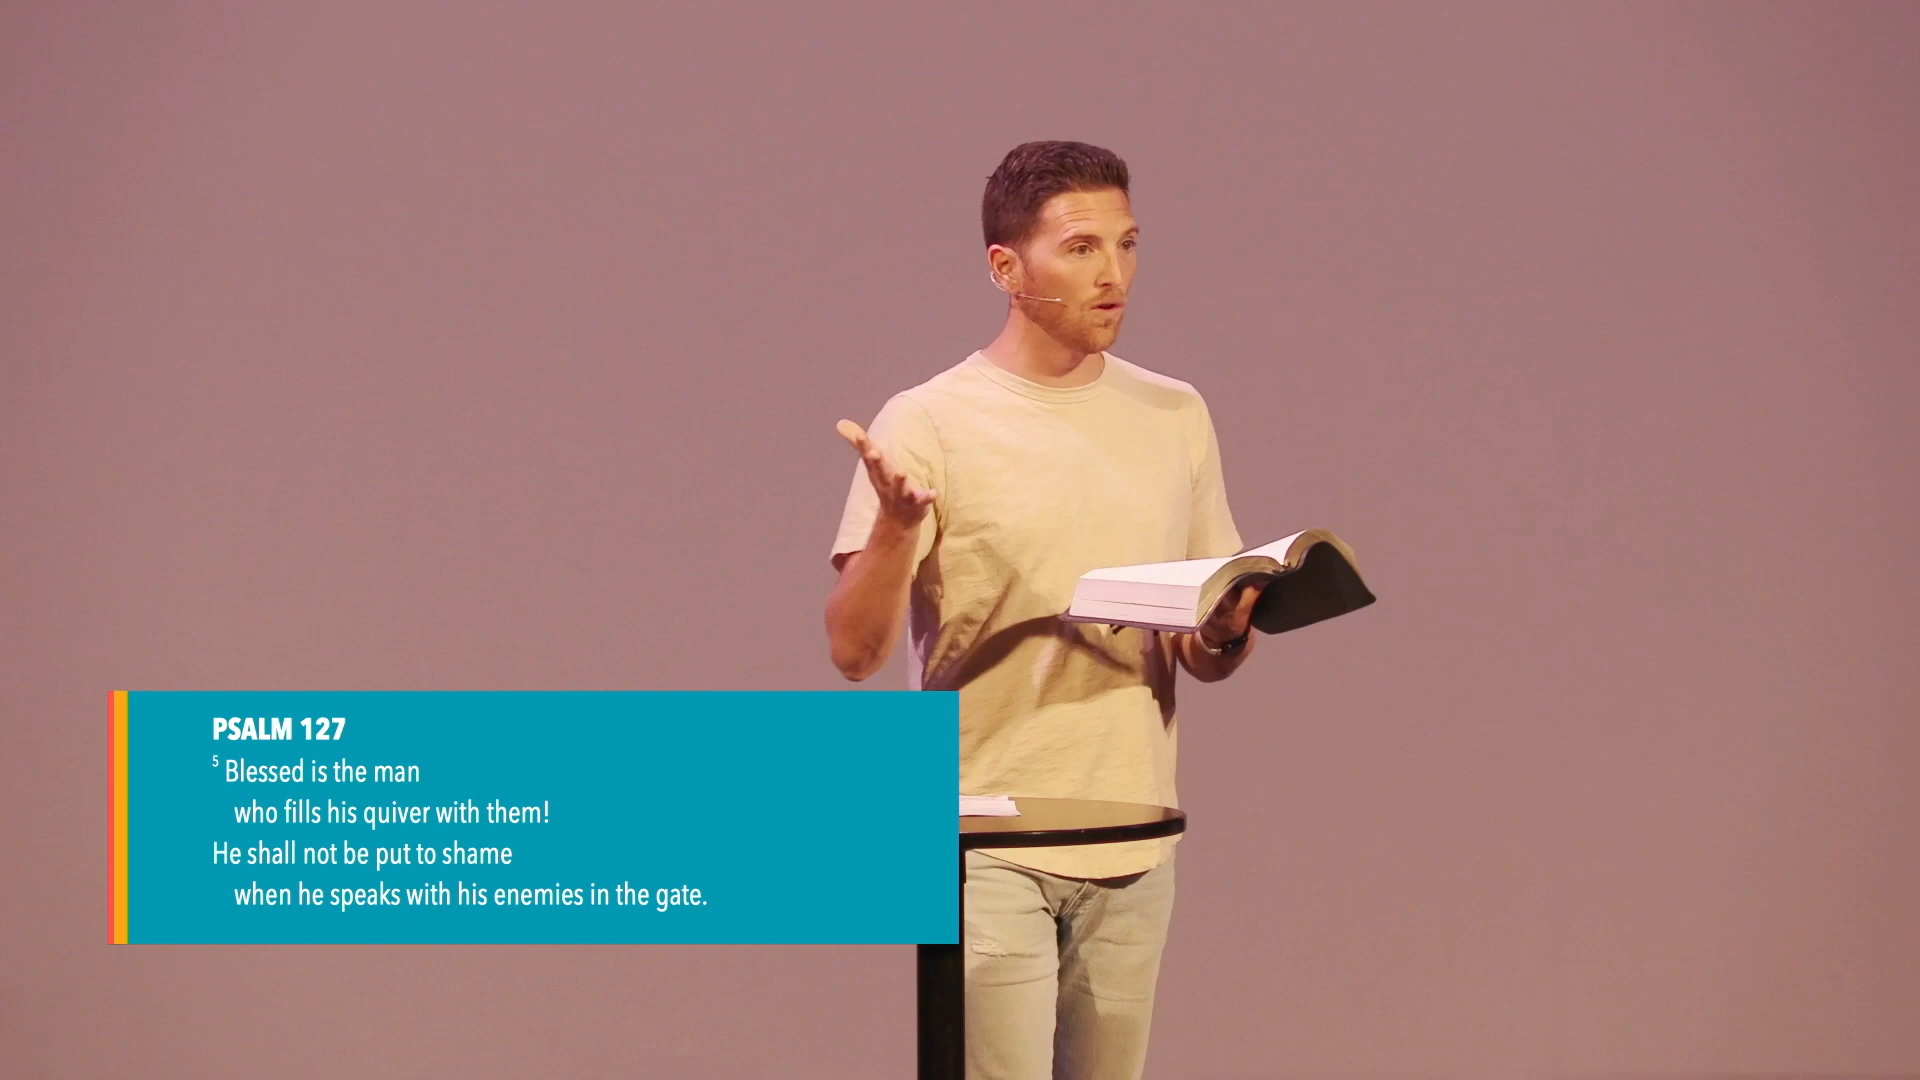 PSALM 127
5 Blessed is the man
who fills his quiver with them!
He shall not be put to shame
when he speaks with his enemies in the gate.